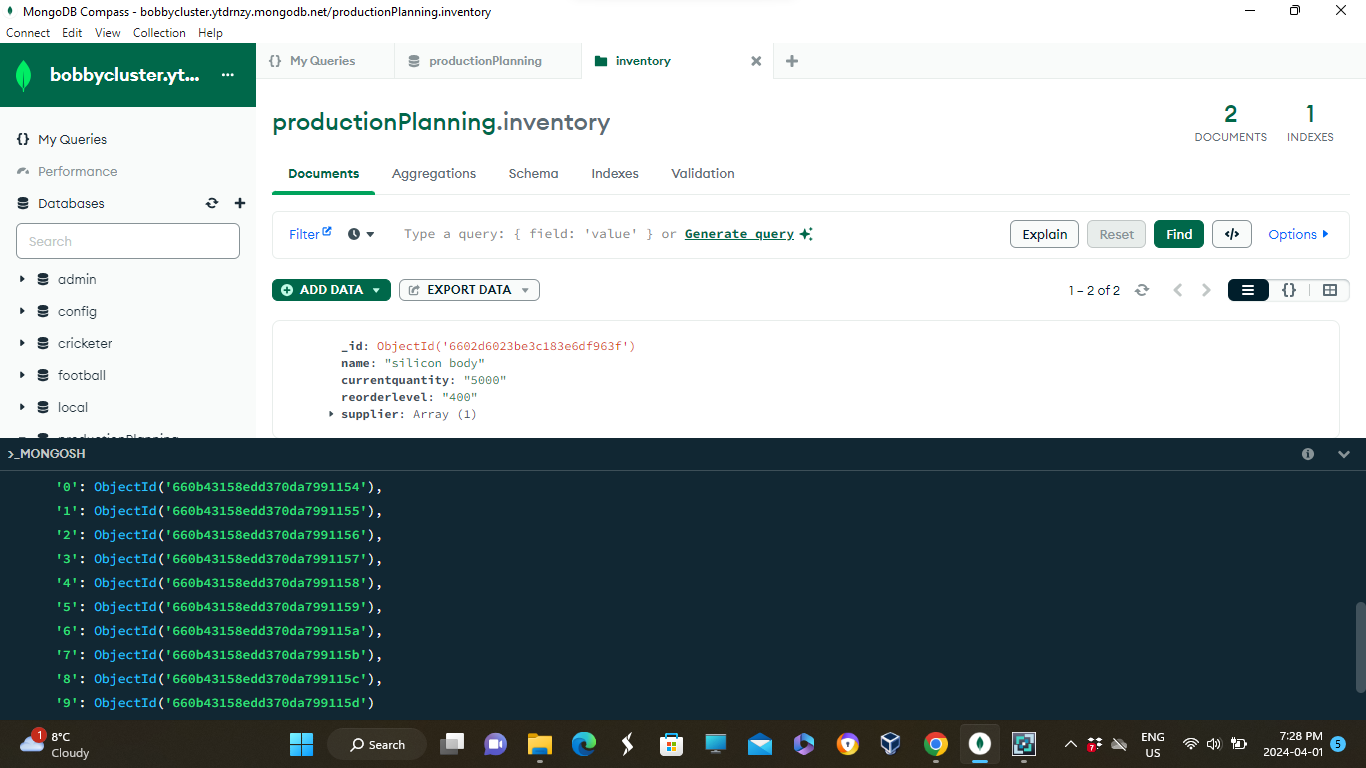 MongoDB Compass - bobbycluster.ytdrnzy.mongodb.net/productionPlanning.inventory
Connect Edit View Collection Help
bobbycluster.yt... ...
{} My Queries
productionPlanning
inventory
productionPlanning.inventory
2
DOCUMENTS
1
INDEXES
{} My Queries
Performance
Databases
Search
admin
config
cricketer
football
local
productionPlanning
Documents Aggregations Schema Indexes Validation
Filter Type a query: { field: 'value' } or Generate query Explain Reset Find </> Options
ADD DATA EXPORT DATA 1 – 2 of 2 {}
_id: ObjectId('6602d6023be3c183e6df963f')
name: "silicon body"
currentquantity: "5000"
reorderlevel: "400"
supplier: Array (1)
>_MONGOSH
'0': ObjectId('660b43158edd370da7991154'),
'1': ObjectId('660b43158edd370da7991155'),
'2': ObjectId('660b43158edd370da7991156'),
'3': ObjectId('660b43158edd370da7991157'),
'4': ObjectId('660b43158edd370da7991158'),
'5': ObjectId('660b43158edd370da7991159'),
'6': ObjectId('660b43158edd370da799115a'),
'7': ObjectId('660b43158edd370da799115b'),
'8': ObjectId('660b43158edd370da799115c'),
'9': ObjectId('660b43158edd370da799115d')
1
8°C
Cloudy
Search
7
ENG
US
7:28 PM
2024-04-01
5